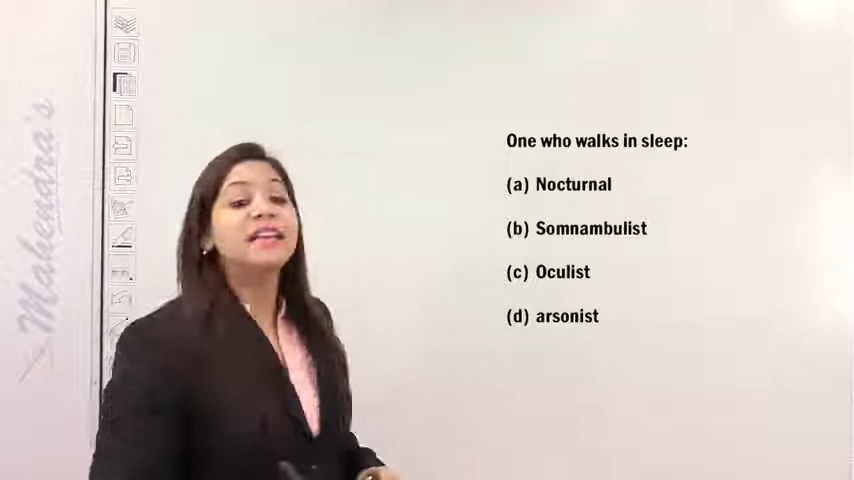 Mahendra's
One who walks in sleep:
(a) Nocturnal
(b) Somnambulist
(c) Oculist
(d) arsonist